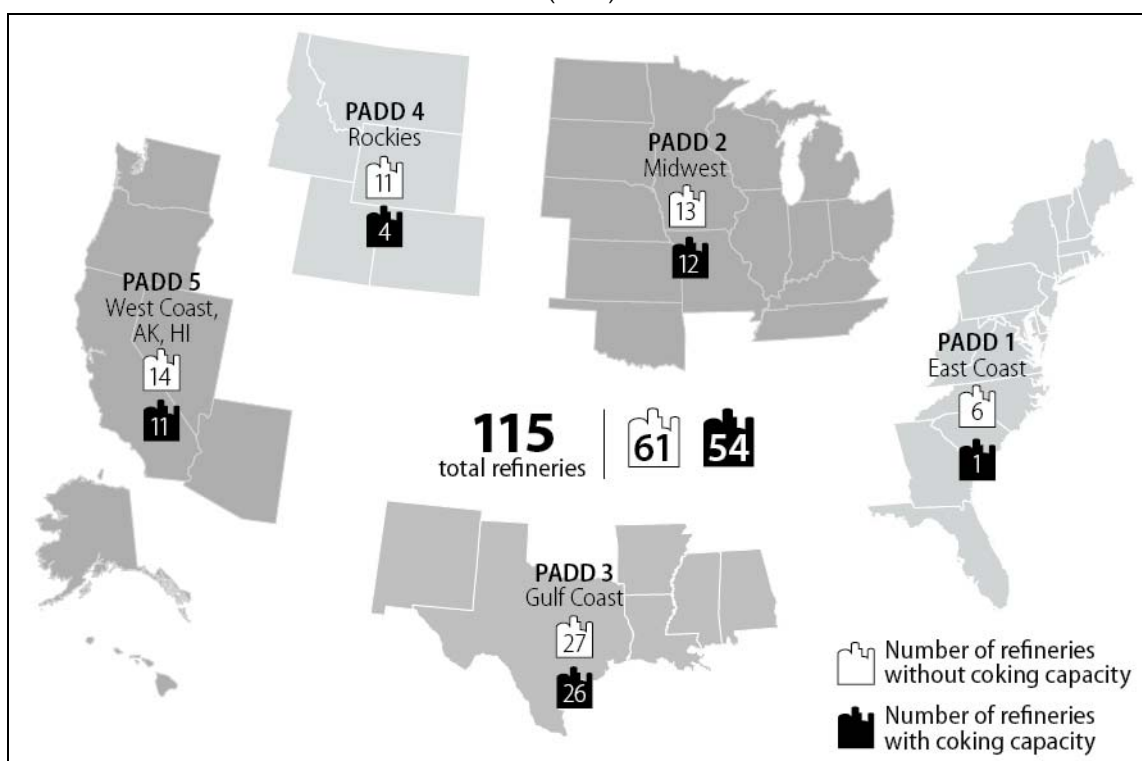 PADD 4
Rockies
11
4
PADD 2
Midwest
13
12
PADD 5
West Coast,
AK, HI
14
11
PADD 1
East Coast
6
1
115
total refineries
61
54
PADD 3
Gulf Coast
27
26
Number of refineries
without coking capacity
Number of refineries
with coking capacity